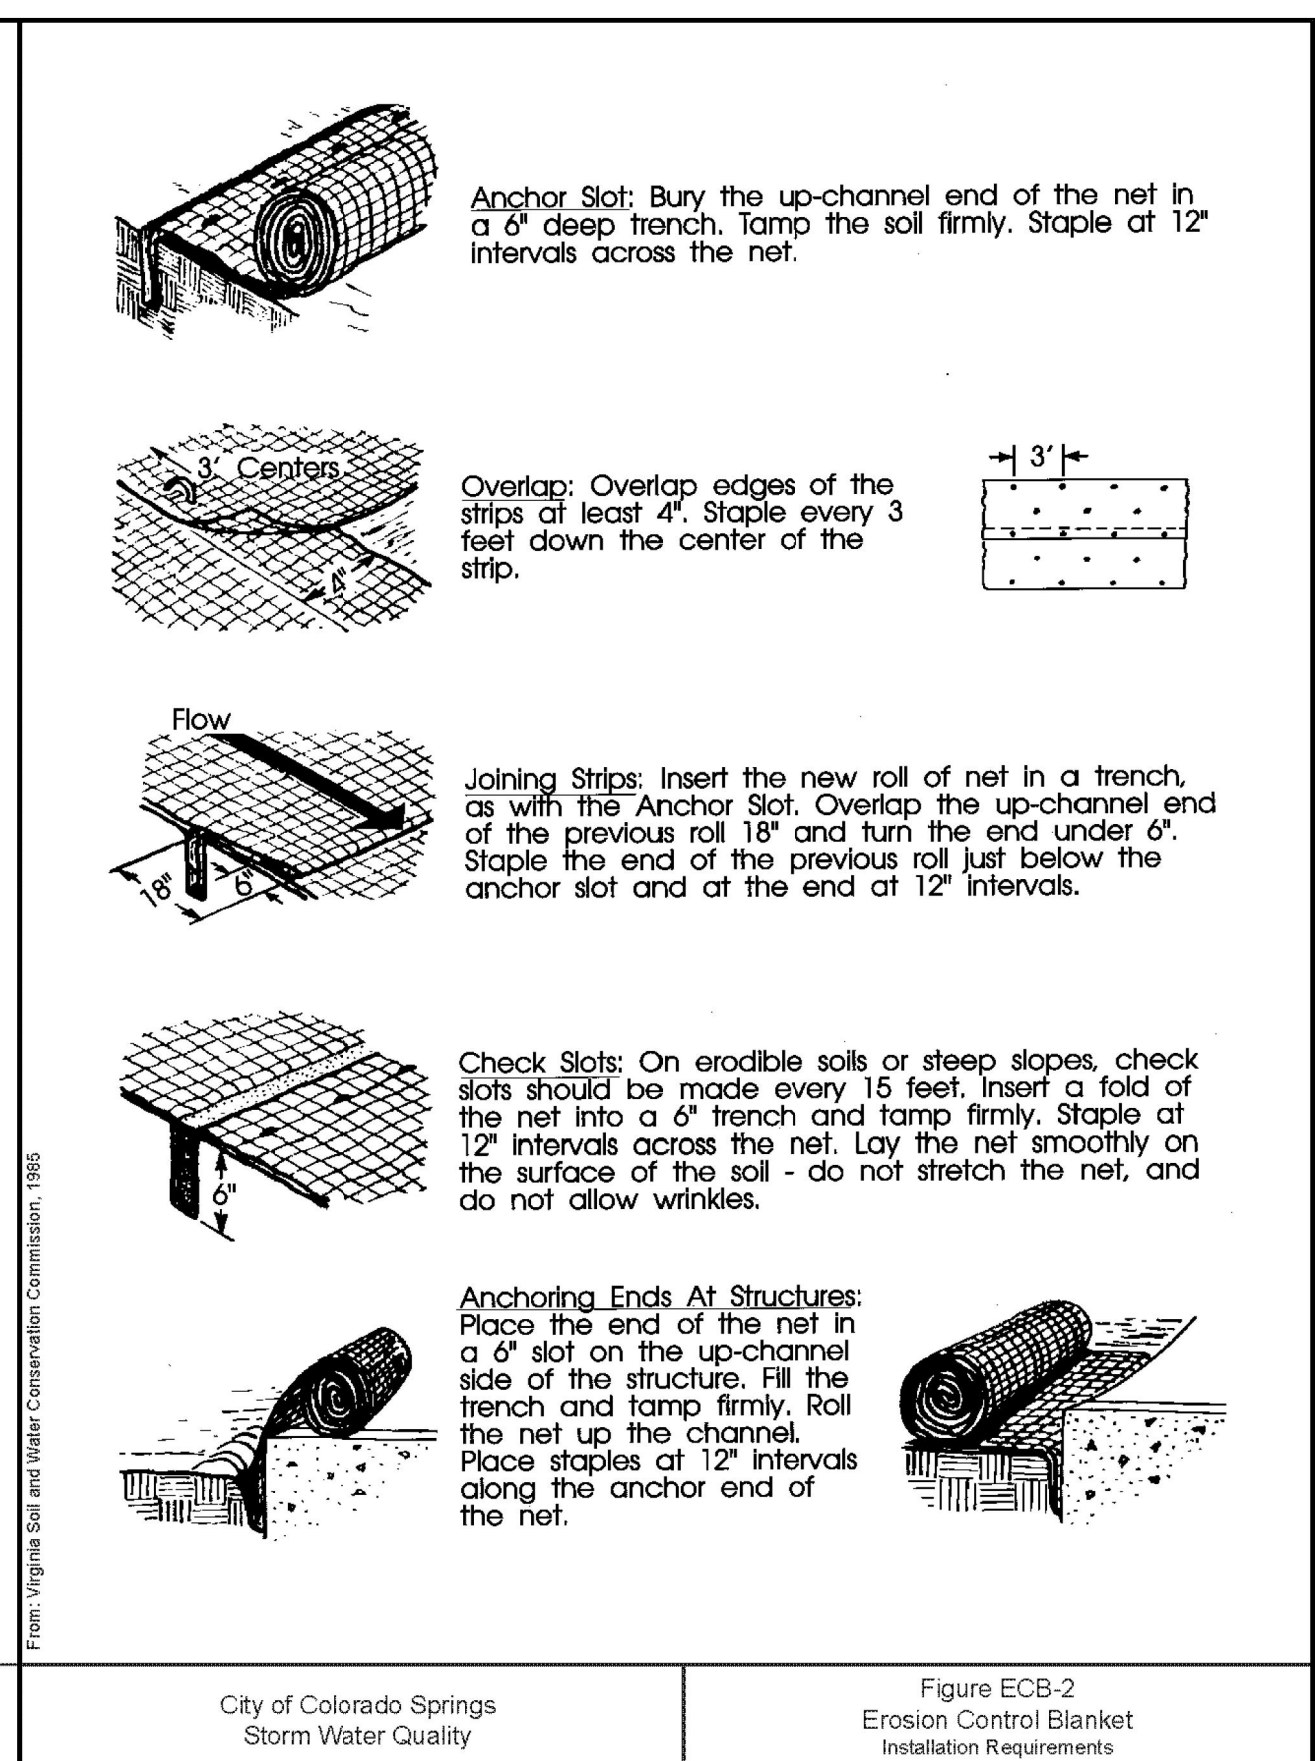 Anchor Slot: Bury the up-channel end of the net in
a 6" deep trench. Tamp the soil firmly. Staple at 12"
intervals across the net.
3' Centers
4"
Overlap: Overlap edges of the
strips at least 4". Staple every 3
feet down the center of the
strip.
3'
Flow
18"
6"
Joining Strips: Insert the new roll of net in a trench,
as with the Anchor Slot. Overlap the up-channel end
of the previous roll 18" and turn the end under 6".
Staple the end of the previous roll just below the
anchor slot and at the end at 12" intervals.
6"
Check Slots: On erodible soils or steep slopes, check
slots should be made every 15 feet. Insert a fold of
the net into a 6" trench and tamp firmly. Staple at
12" intervals across the net. Lay the net smoothly on
the surface of the soil - do not stretch the net, and
do not allow wrinkles.
Anchoring Ends At Structures:
Place the end of the net in
a 6" slot on the up-channel
side of the structure. Fill the
trench and tamp firmly. Roll
the net up the channel.
Place staples at 12" intervals
along the anchor end of
the net.
From: Virginia Soil and Water Conservation Commission, 1985
City of Colorado Springs
Storm Water Quality
Figure ECB-2
Erosion Control Blanket
Installation Requirements